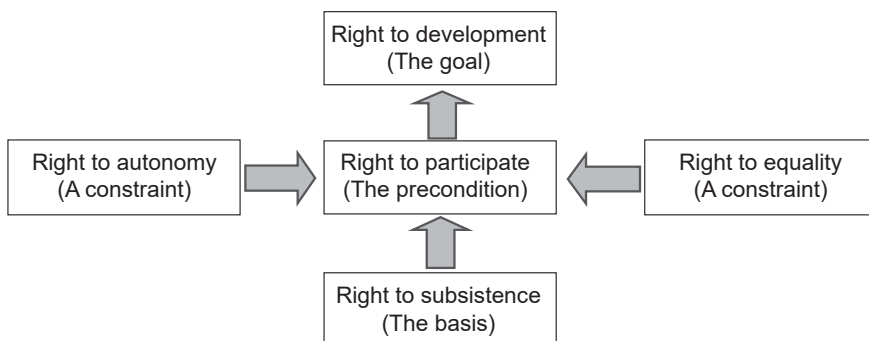 Right to development
(The goal)
Right to autonomy
(A constraint)
Right to participate
(The precondition)
Right to equality
(A constraint)
Right to subsistence
(The basis)